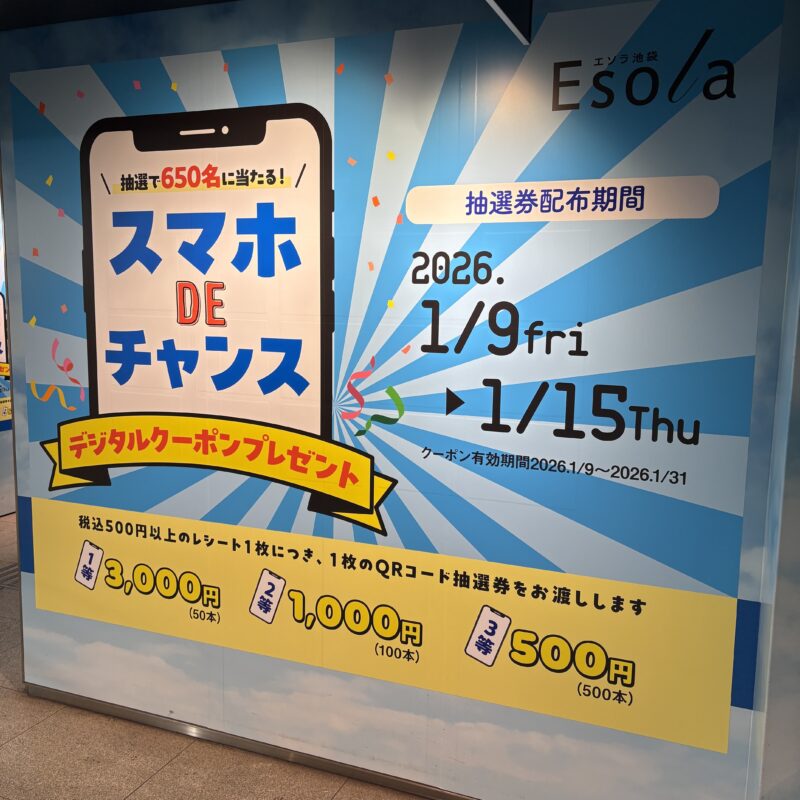 エソラ池袋
Esola
抽選で650名に当たる!
スマホ
DE
チャンス
デジタルクーポンプレゼント
抽選券配布期間
2026.
1/9fri
▶1/15Thu
クーポン有効期間2026.1/9〜2026.1/31
税込500円以上のレシート1枚につき、1枚のQRコード抽選券をお渡しします
1等 3,000円 (50本)
2等 1,000円 (100本)
3等 500円 (500本)